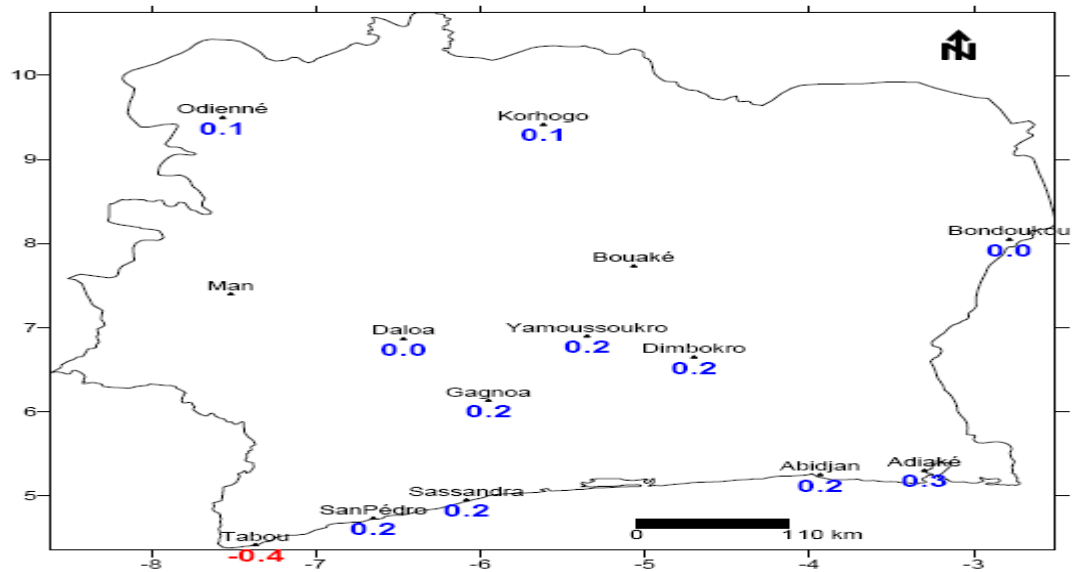 N
10
Odienné
0.1
Korhogo
0.1
9
8
Bondoukou
0.0
Bouaké
Man
7
Daloa
0.0
Yamoussoukro
0.2
Dimbokro
0.2
Gagnoa
0.2
6
Abidjan
0.2
Adiaké
0.3
5
Sassandra
0.2
SanPédro
0.2
Tabou
-0.4
0 110 km
-8 -7 -6 -5 -4 -3